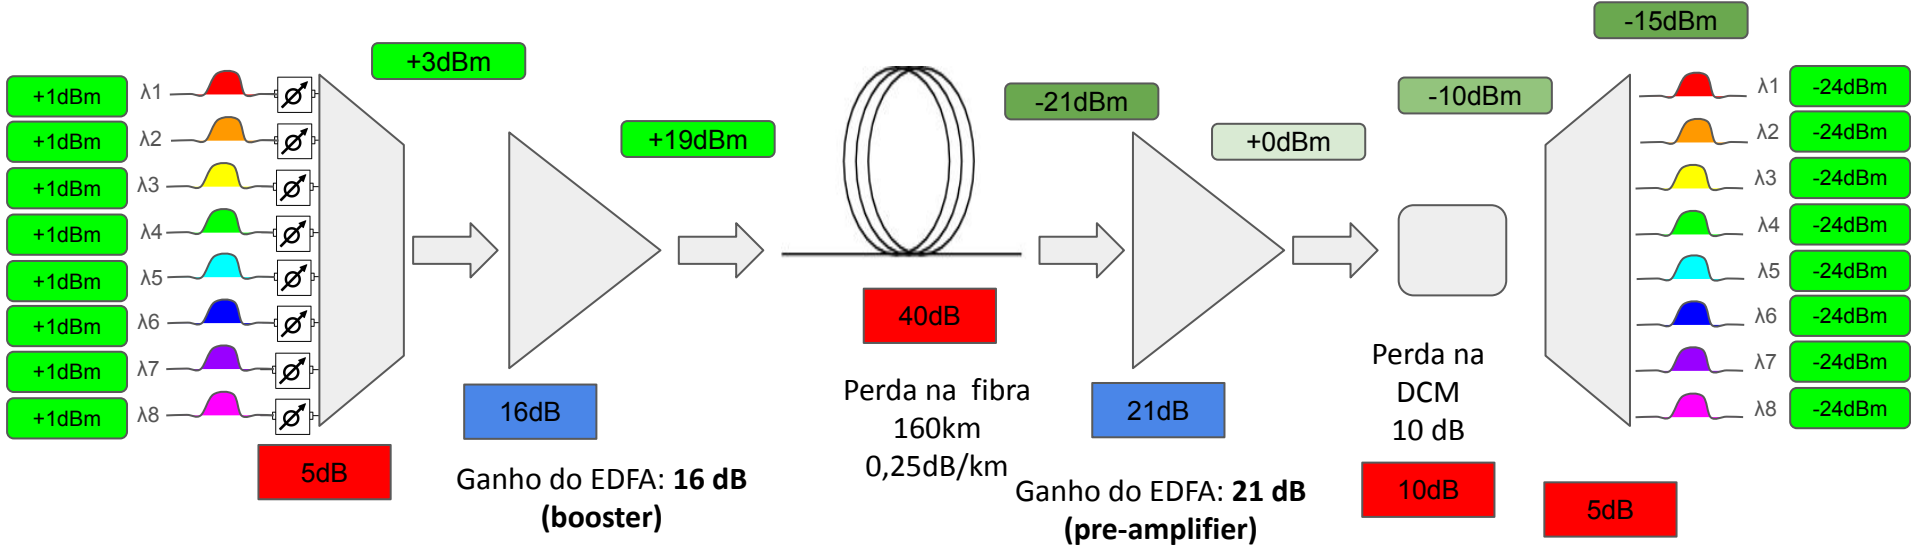 -15dBm
+3dBm
+1dBm λ1
-21dBm
-10dBm
λ1 -24dBm
+1dBm λ2
+19dBm
+0dBm
λ2 -24dBm
+1dBm λ3
λ3 -24dBm
+1dBm λ4
λ4 -24dBm
+1dBm λ5
λ5 -24dBm
+1dBm λ6
40dB
λ6 -24dBm
+1dBm λ7
λ7 -24dBm
+1dBm λ8
λ8 -24dBm
5dB
16dB
Ganho do EDFA: 16 dB
(booster)
Perda na fibra
160km
0,25dB/km
21dB
Ganho do EDFA: 21 dB
(pre-amplifier)
Perda na
DCM
10 dB
10dB
5dB